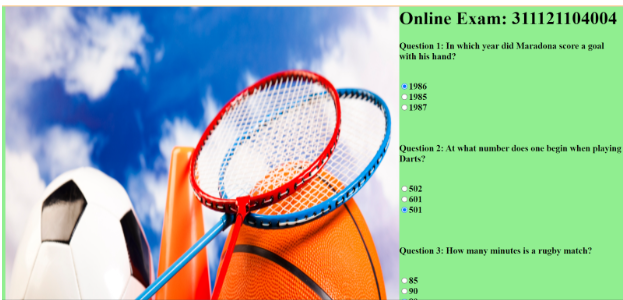 Online Exam: 311121104004
Question 1: In which year did Maradona score a goal
with his hand?
1986
1985
1987
Question 2: At what number does one begin when playing
Darts?
502
601
501
Question 3: How many minutes is a rugby match?
85
90